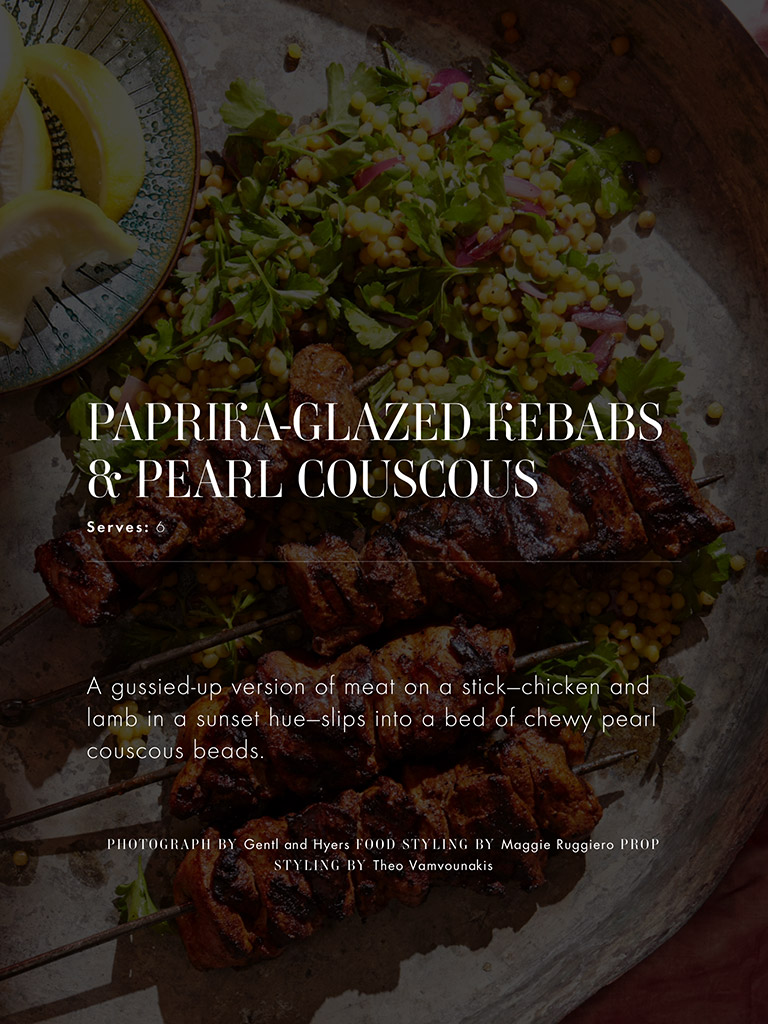 PAPRIKA-GLAZED KEBABS
& PEARL COUSCOUS
Serves: 6
A gussied-up version of meat on a stick—chicken and
lamb in a sunset hue—slips into a bed of chewy pearl
couscous beads.
PHOTOGRAPH BY Gentl and Hyers FOOD STYLING BY Maggie Ruggiero PROP
STYLING BY Theo Vamvounakis